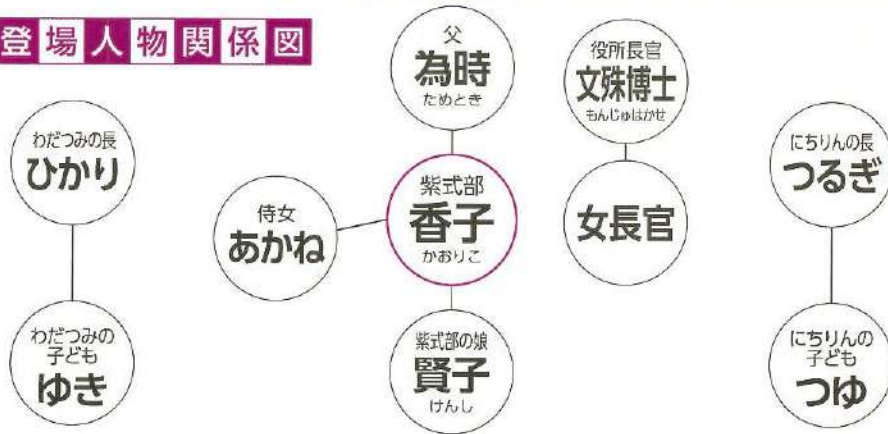 登場人物関係図
父
為時
ためとき
役所長官
文殊博士
もんじゅはかせ
わだつみの長
ひかり
侍女
あかね
紫式部
香子
かおりこ
女長官
にちりんの長
つるぎ
わだつみの
子ども
ゆき
紫式部の娘
賢子
けんし
にちりんの
子ども
つゆ